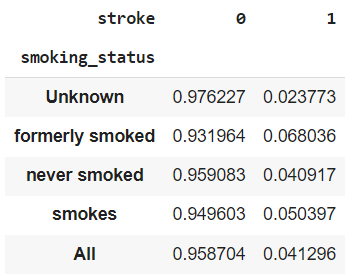 stroke 0 1
smoking_status
Unknown 0.976227 0.023773
formerly smoked 0.931964 0.068036
never smoked 0.959083 0.040917
smokes 0.949603 0.050397
All 0.958704 0.041296